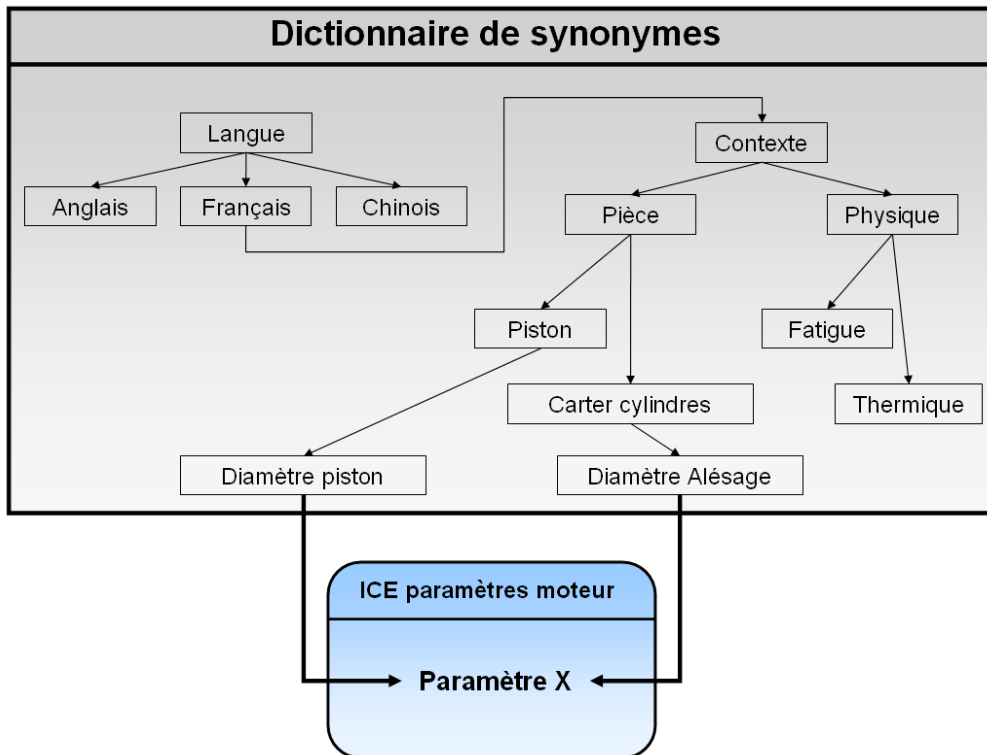 Dictionnaire de synonymes
Langue
Contexte
Anglais
Français
Chinois
Pièce
Physique
Piston
Fatigue
Carter cylindres
Thermique
Diamètre piston
Diamètre Alésage
ICE paramètres moteur
Paramètre X